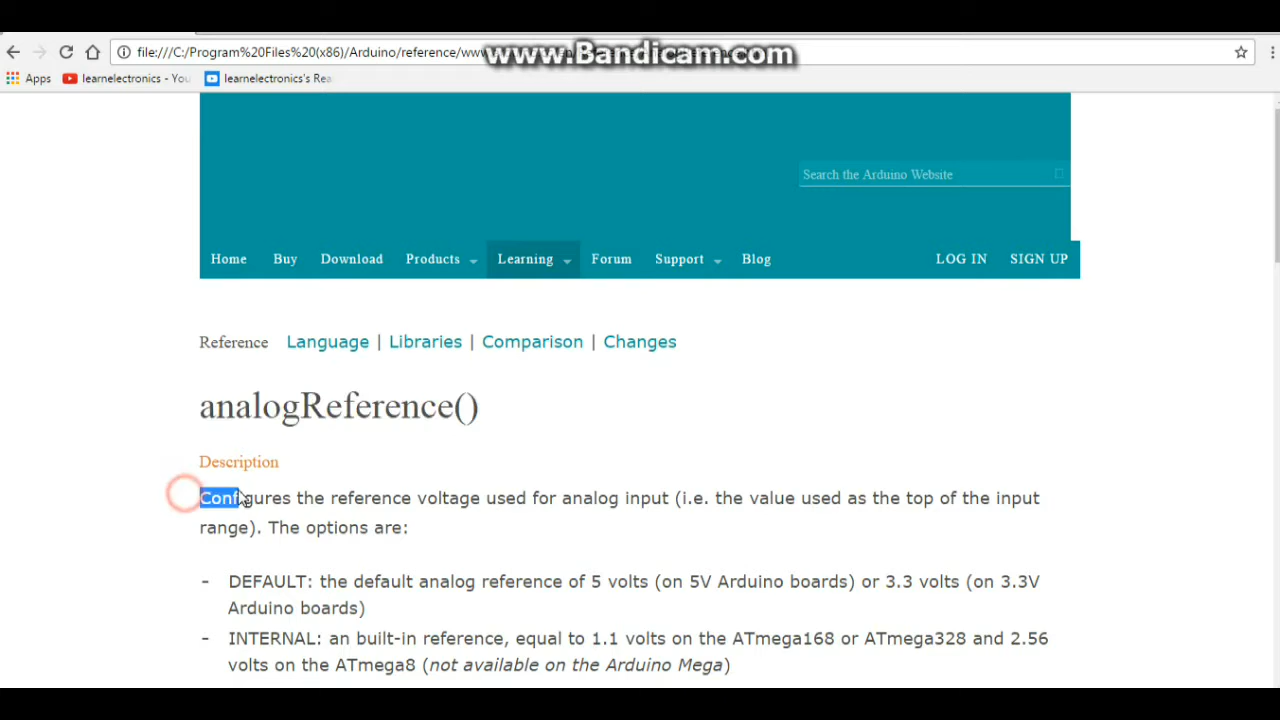 www.Bandicam.com
file:///C:/Program%20Files%20(x86)/Arduino/reference/www
Apps learnelectronics - You learnelectronics's Rea
Search the Arduino Website
Home Buy Download Products Learning Forum Support Blog LOG IN SIGN UP
Reference Language | Libraries | Comparison | Changes
analogReference()
Description
Configures the reference voltage used for analog input (i.e. the value used as the top of the input
range). The options are:
- DEFAULT: the default analog reference of 5 volts (on 5V Arduino boards) or 3.3 volts (on 3.3V
Arduino boards)
- INTERNAL: an built-in reference, equal to 1.1 volts on the ATmega168 or ATmega328 and 2.56
volts on the ATmega8 (not available on the Arduino Mega)